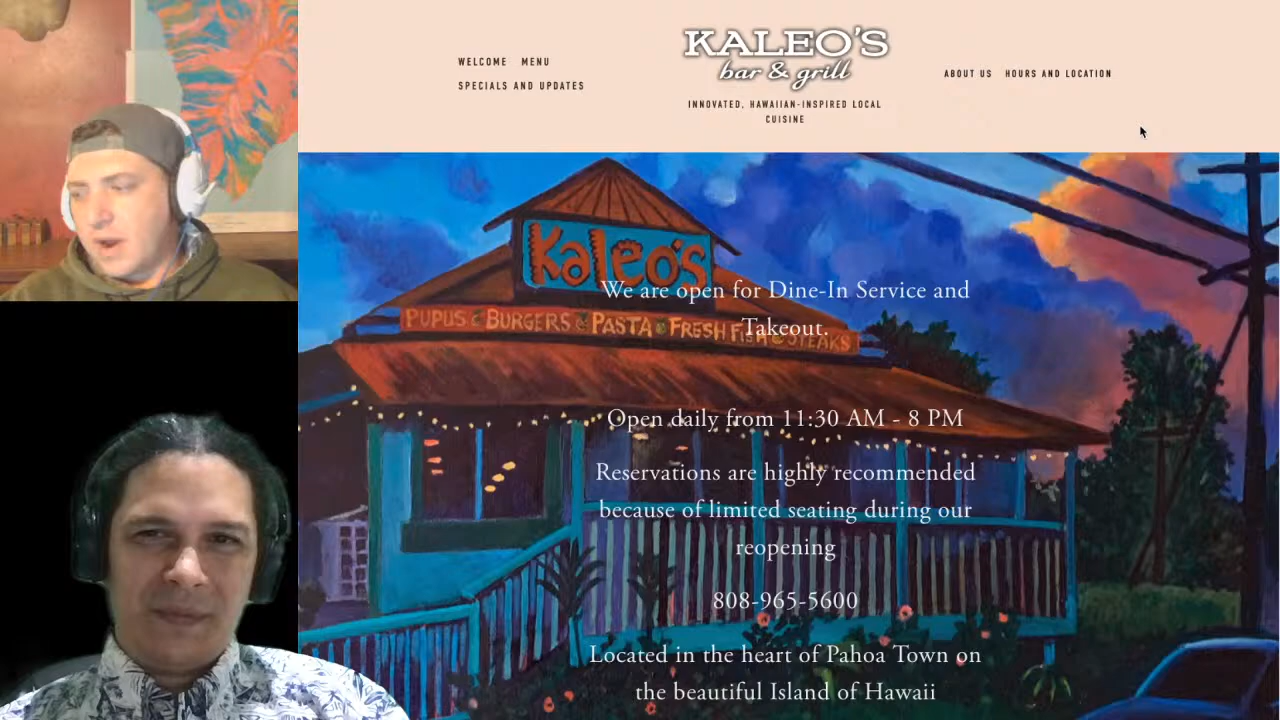 WELCOME MENU
SPECIALS AND UPDATES
KALEO'S
bar & grill
INNOVATED, HAWAIIAN-INSPIRED LOCAL
CUISINE
ABOUT US HOURS AND LOCATION
Kaleo's
PUPUS BURGERS PASTA FRESH FISH STEAKS
We are open for Dine-In Service and
Takeout.
Open daily from 11:30 AM - 8 PM
Reservations are highly recommended
because of limited seating during our
reopening
808-965-5600
Located in the heart of Pahoa Town on
the beautiful Island of Hawaii